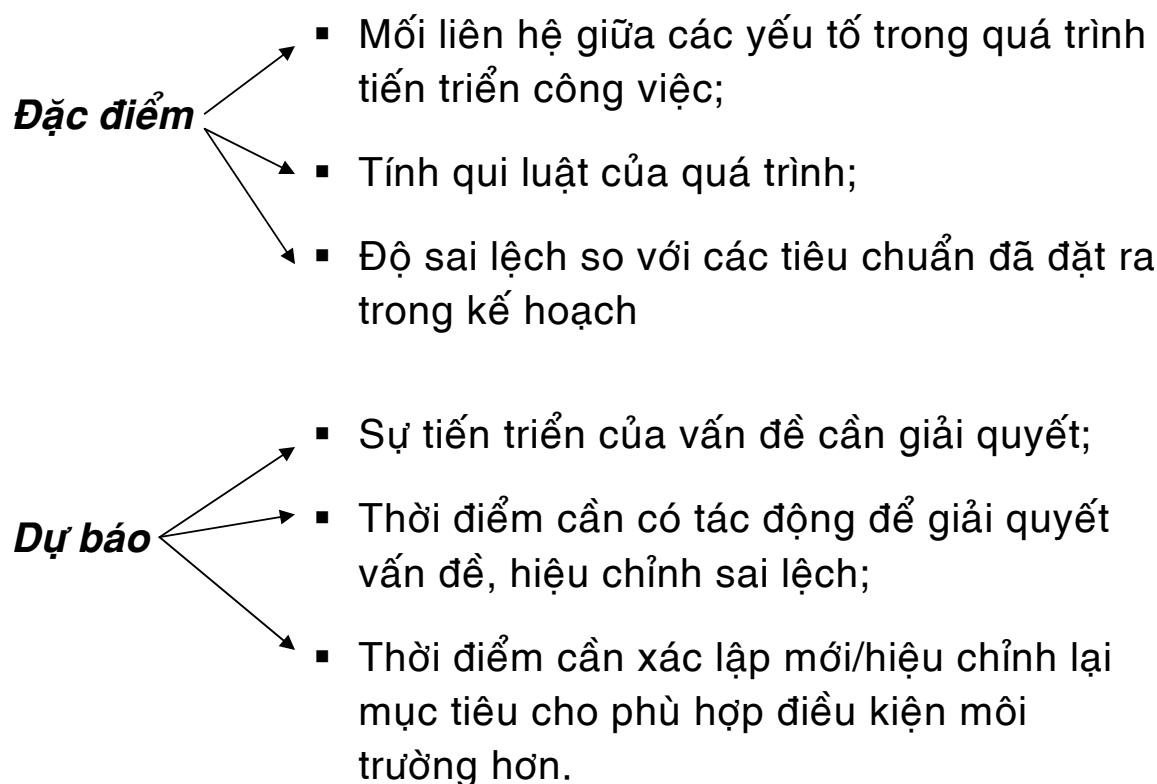 ▪ Mối liên hệ giữa các yếu tố trong quá trình
tiến triển công việc;
Đặc điểm
▪ Tính qui luật của quá trình;
▪ Độ sai lệch so với các tiêu chuẩn đã đặt ra
trong kế hoạch
▪ Sự tiến triển của vấn đề cần giải quyết;
Dự báo
▪ Thời điểm cần có tác động để giải quyết
vấn đề, hiệu chỉnh sai lệch;
▪ Thời điểm cần xác lập mới/hiệu chỉnh lại
mục tiêu cho phù hợp điều kiện môi
trường hơn.